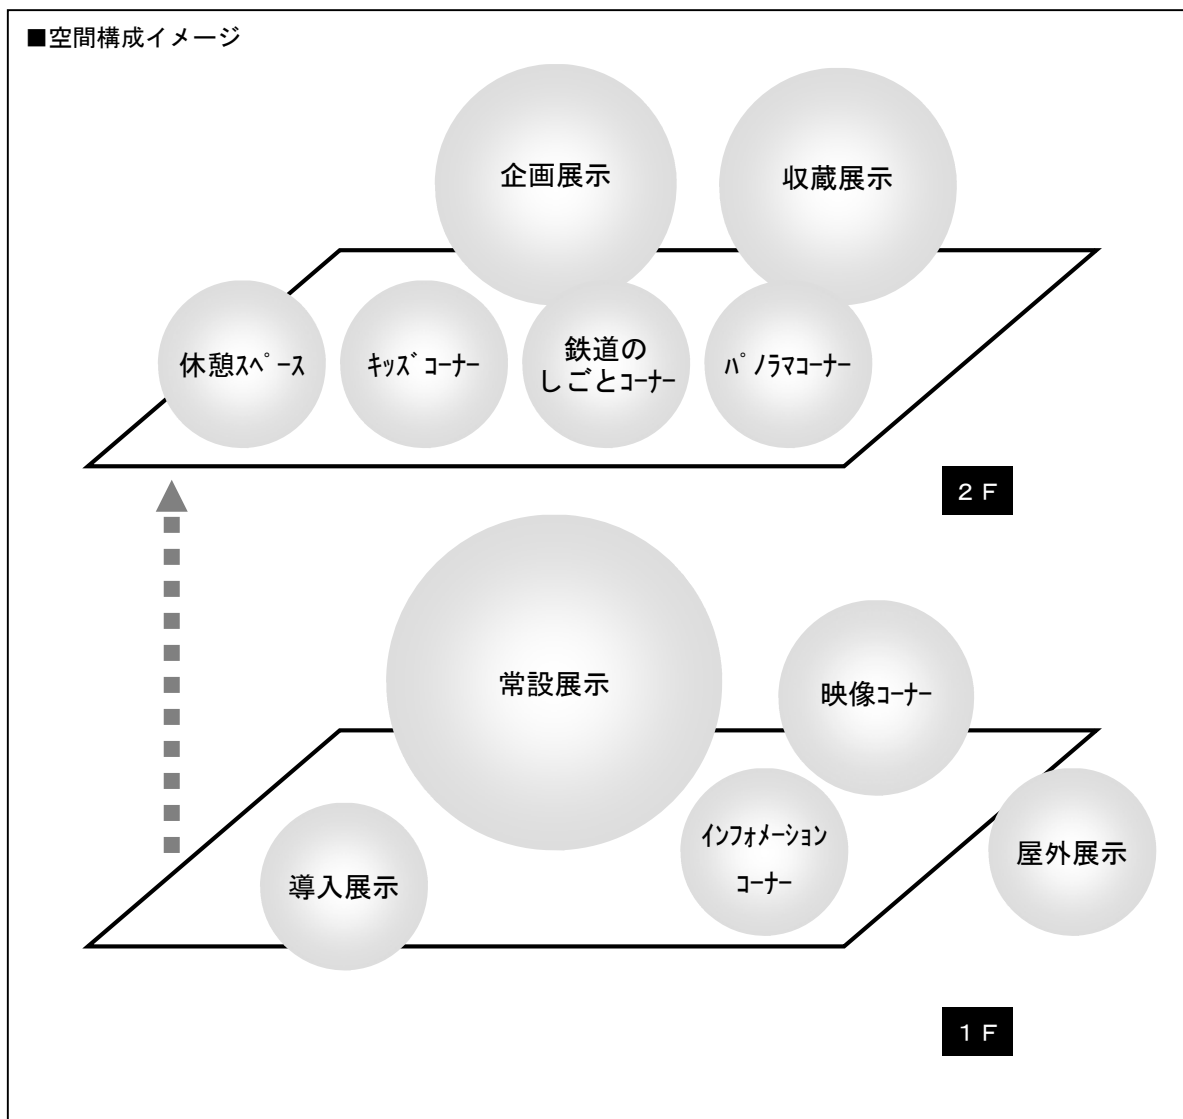 ■空間構成イメージ
企画展示
収蔵展示
休憩ｽﾍﾟｰｽ
ｷｯｽﾞｺｰﾅｰ
鉄道の
しごとｺｰﾅｰ
ﾊﾟﾉﾗﾏｺｰﾅｰ
２Ｆ
常設展示
映像ｺｰﾅｰ
ｲﾝﾌｫﾒｰｼｮﾝ
ｺｰﾅｰ
屋外展示
導入展示
１Ｆ